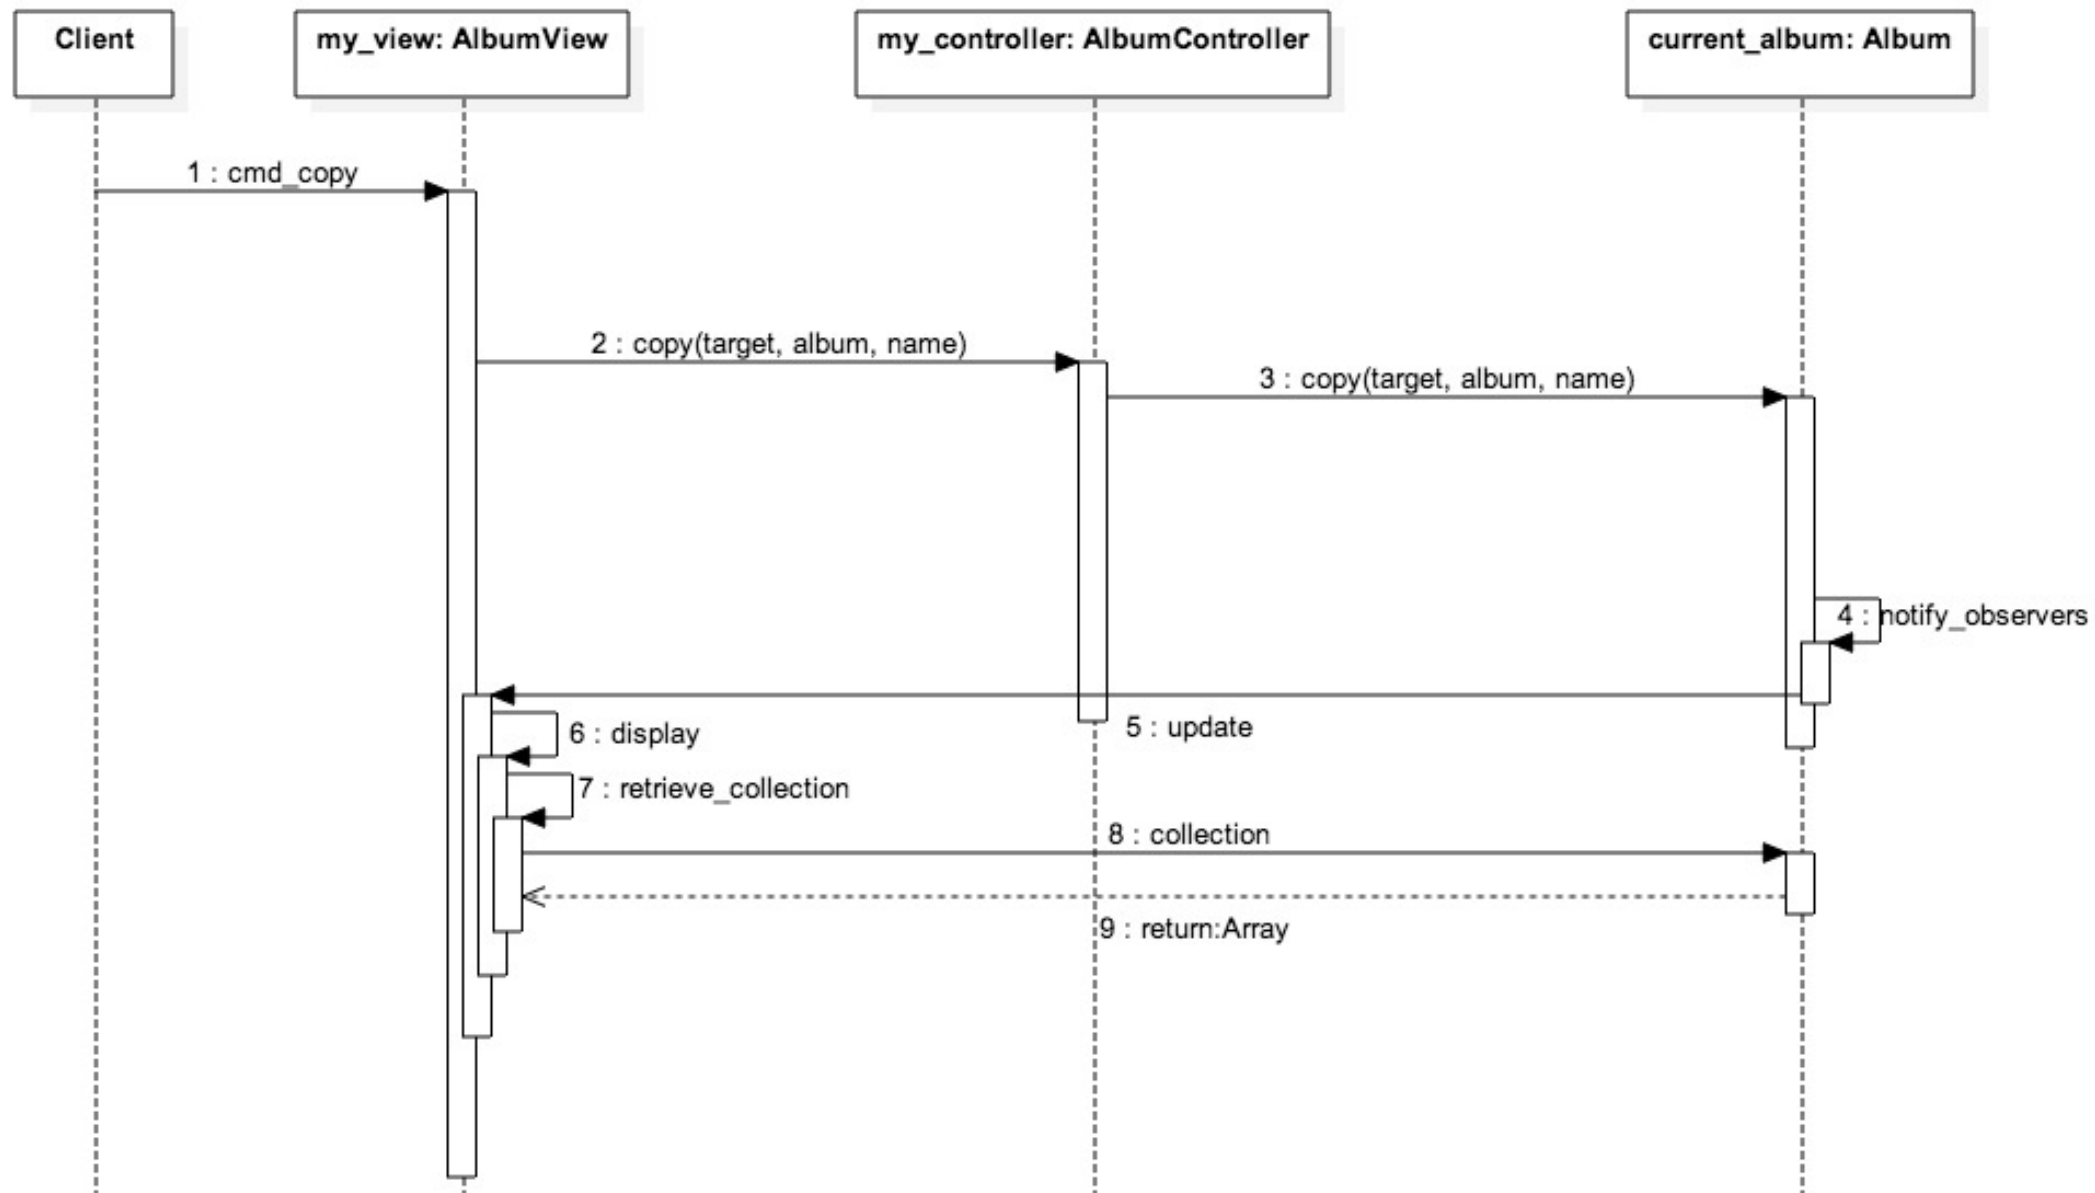 Client
my_view: AlbumView
my_controller: AlbumController
current_album: Album
1 : cmd_copy
2 : copy(target, album, name)
3 : copy(target, album, name)
4 : notify_observers
5 : update
6 : display
7 : retrieve_collection
8 : collection
9 : return:Array